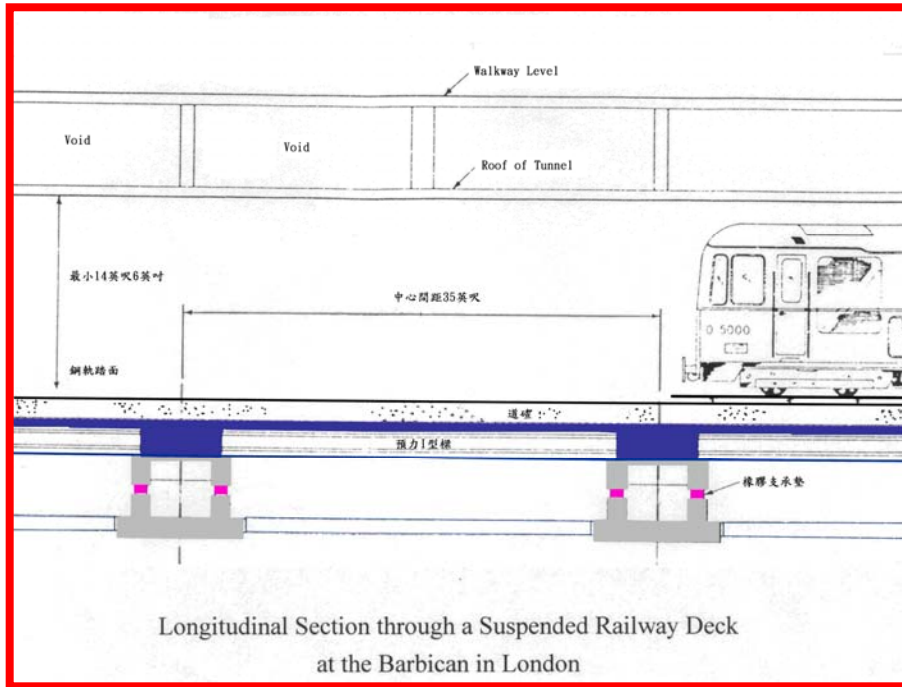 Walkway Level
Void
Void
Roof of Tunnel
最小14英呎6英吋
中心間距35英呎
O 5000
鋼軌踏面
道碴
預力I型樑
橡膠支承墊
Longitudinal Section through a Suspended Railway Deck
at the Barbican in London